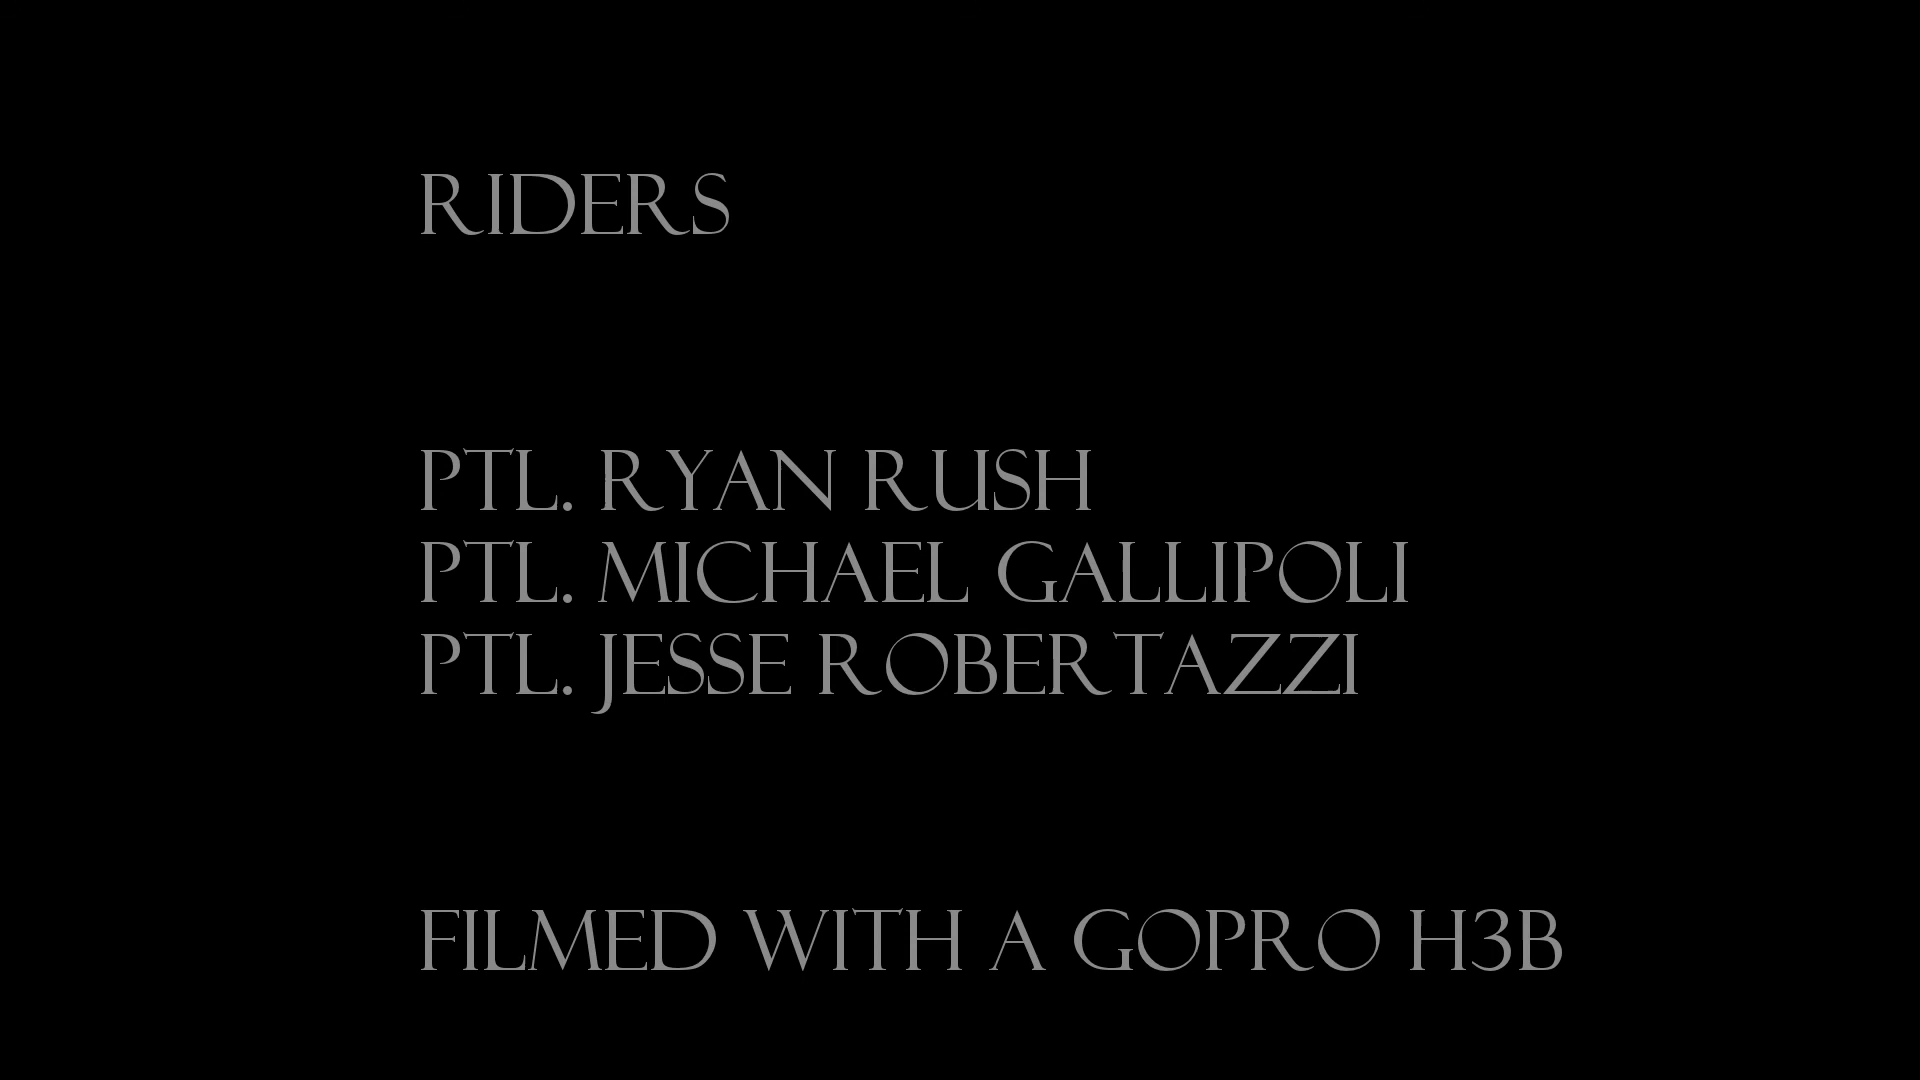 RIDERS
PTL. RYAN RUSH
PTL. MICHAEL GALLIPOLI
PTL. JESSE ROBERTAZZI
FILMED WITH A GOPRO H3B